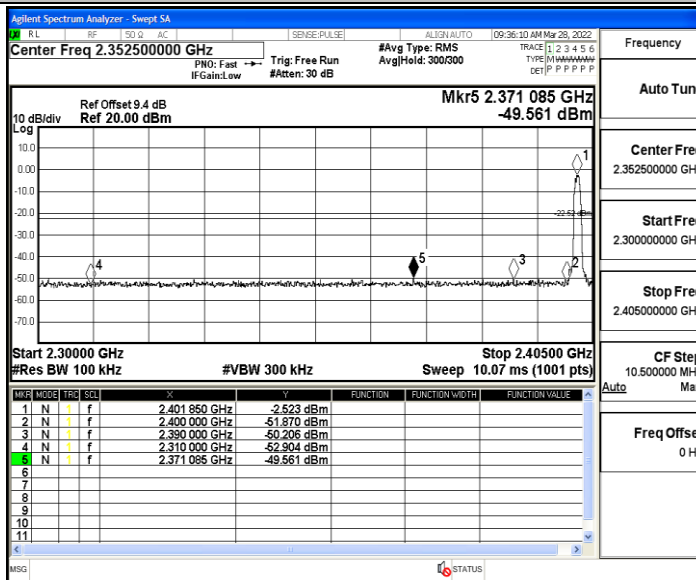 Agilent Spectrum Analyzer - Swept SA
LXI RL RF 50 Ω AC SENSE:PULSE ALIGN AUTO 09:36:10 AM Mar 28, 2022
Center Freq 2.352500000 GHz #Avg Type: RMS TRACE 1 2 3 4 5 6
PNO: Fast Trig: Free Run Avg|Hold: 300/300 TYPE M WWWWW
IFGain:Low #Atten: 30 dB DET P P P P P P
Frequency
Auto Tun
Center Fre
2.352500000 GH
Start Fre
2.300000000 GH
Stop Fre
2.405000000 GH
CF Step
10.500000 MH
Auto Ma
Freq Offse
0 H
Mkr5 2.371 085 GHz
Ref Offset 9.4 dB
10 dB/div Ref 20.00 dBm -49.561 dBm
Log
10.0
0.00
-10.0
-20.0
-30.0
-40.0
-50.0
-60.0
-70.0
1
-22.52 dBm
4 5 3 2
Start 2.30000 GHz Stop 2.40500 GHz
#Res BW 100 kHz #VBW 300 kHz Sweep 10.07 ms (1001 pts)
MKR MODE TRC SCL X Y FUNCTION FUNCTION WIDTH FUNCTION VALUE
1 N 1 f 2.401 850 GHz -2.523 dBm
2 N 1 f 2.400 000 GHz -51.870 dBm
3 N 1 f 2.390 000 GHz -50.206 dBm
4 N 1 f 2.310 000 GHz -52.904 dBm
5 N 1 f 2.371 085 GHz -49.561 dBm
6
7
8
9
10
11
MSG STATUS